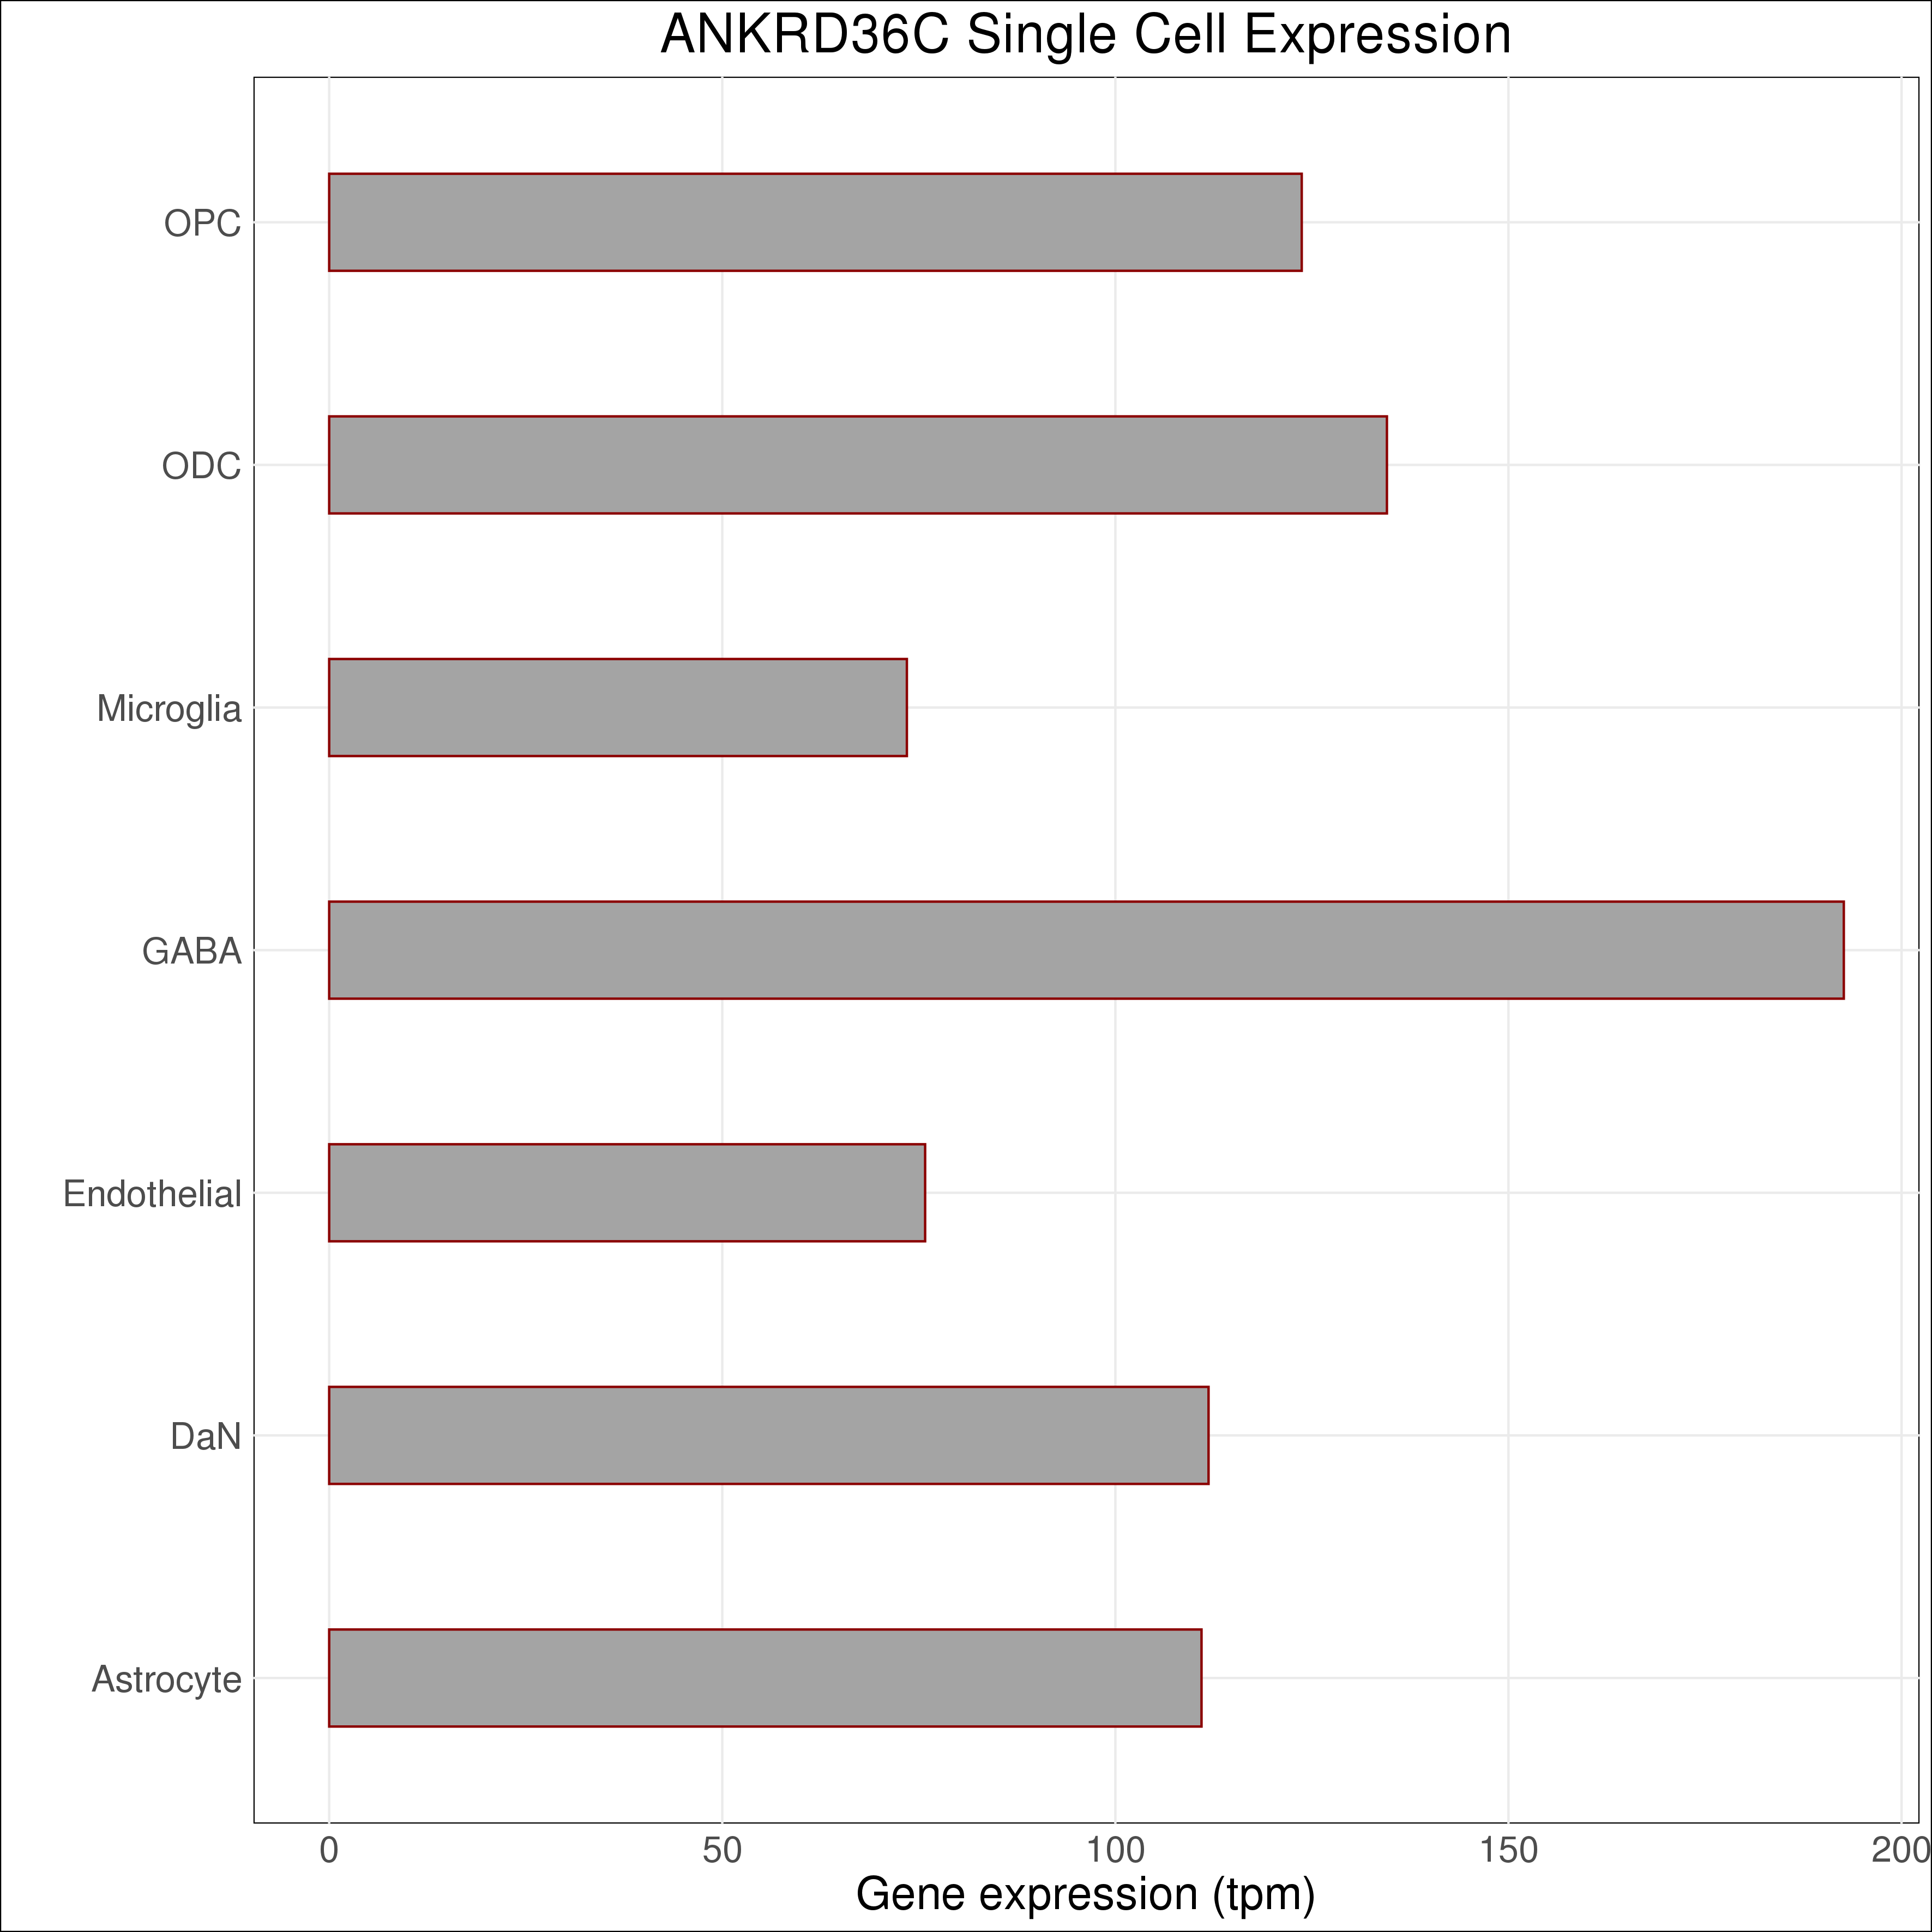 ANKRD36C Single Cell Expression
OPC
ODC
Microglia
GABA
Endothelial
DaN
Astrocyte
0 50 100 150 200
Gene expression (tpm)